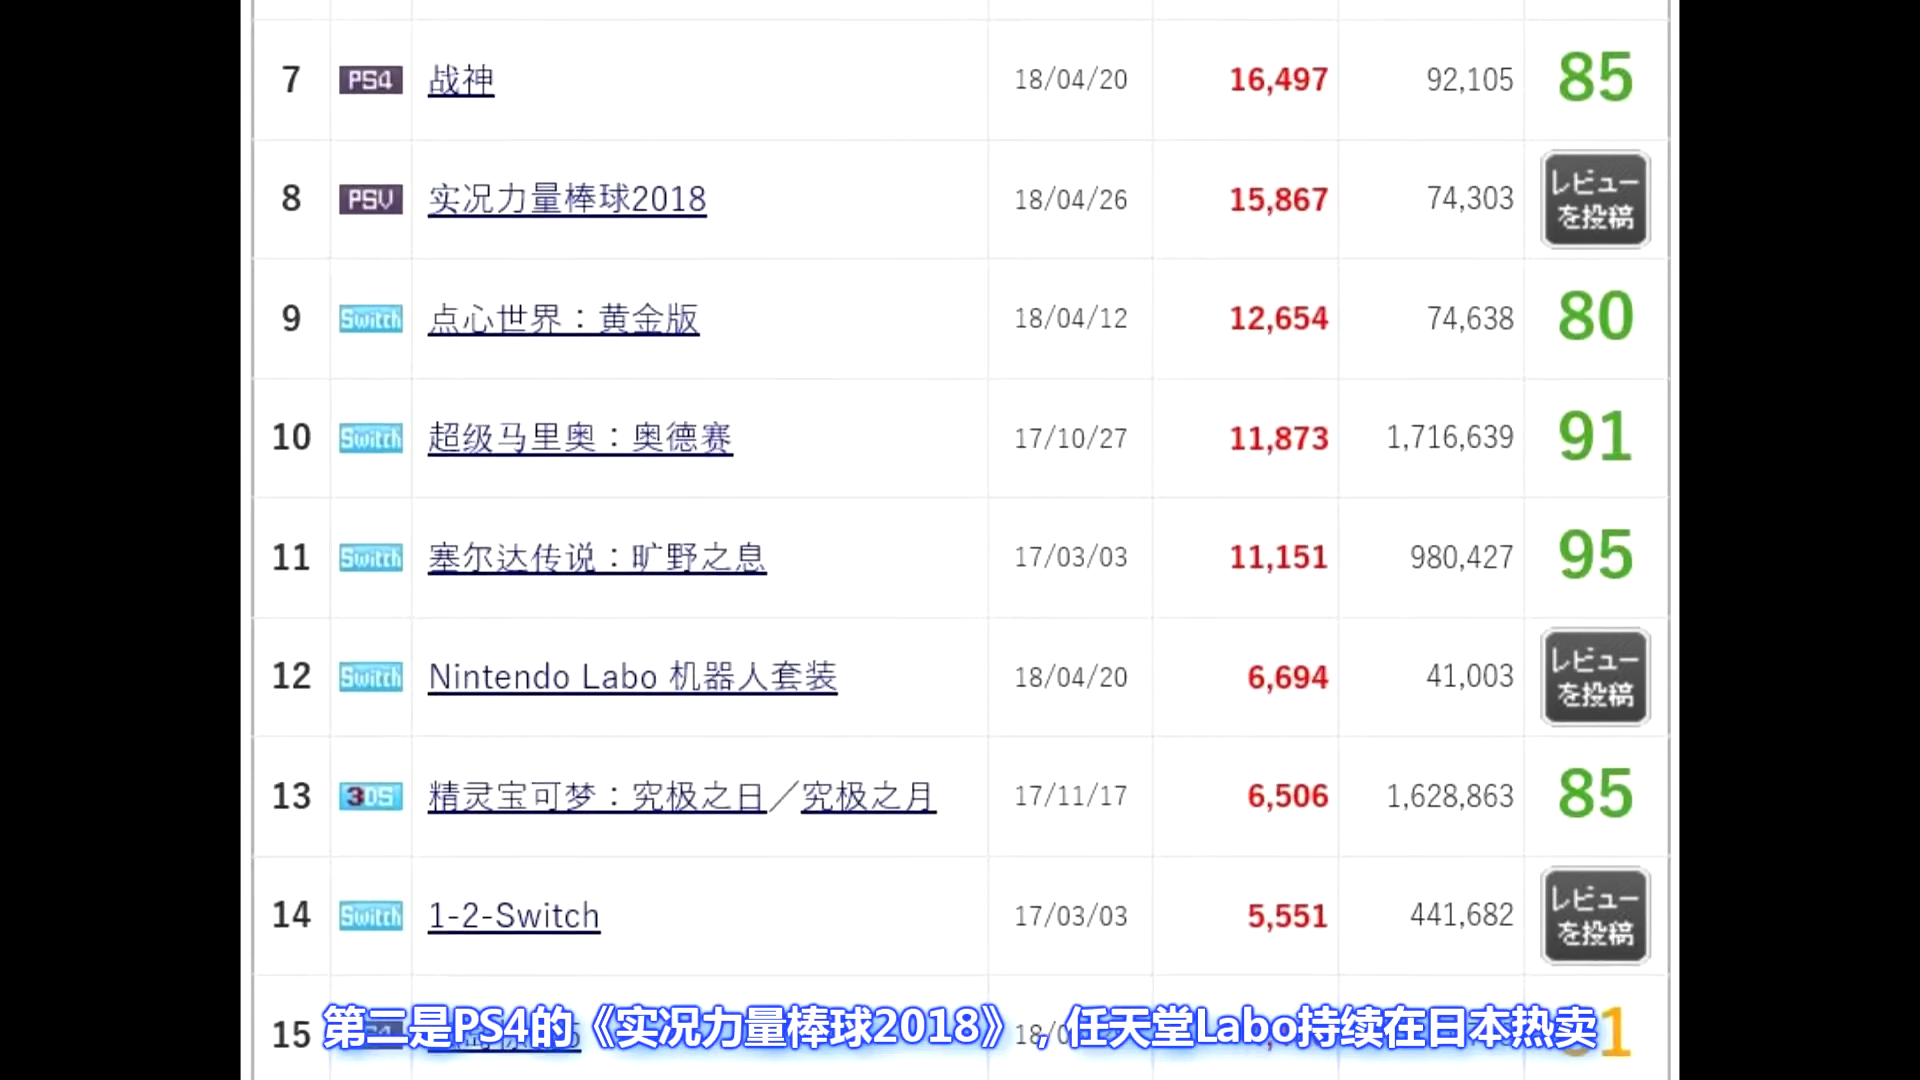 7 PS4 战神 18/04/20 16,497 92,105 85
8 PSV 实况力量棒球2018 18/04/26 15,867 74,303 レビューを投稿
9 Switch 点心世界：黄金版 18/04/12 12,654 74,638 80
10 Switch 超级马里奥：奥德赛 17/10/27 11,873 1,716,639 91
11 Switch 塞尔达传说：旷野之息 17/03/03 11,151 980,427 95
12 Switch Nintendo Labo 机器人套装 18/04/20 6,694 41,003 レビューを投稿
13 3DS 精灵宝可梦：究极之日／究极之月 17/11/17 6,506 1,628,863 85
14 Switch 1-2-Switch 17/03/03 5,551 441,682 レビューを投稿
15
第二是PS4的《实况力量棒球2018》，任天堂Labo持续在日本热卖